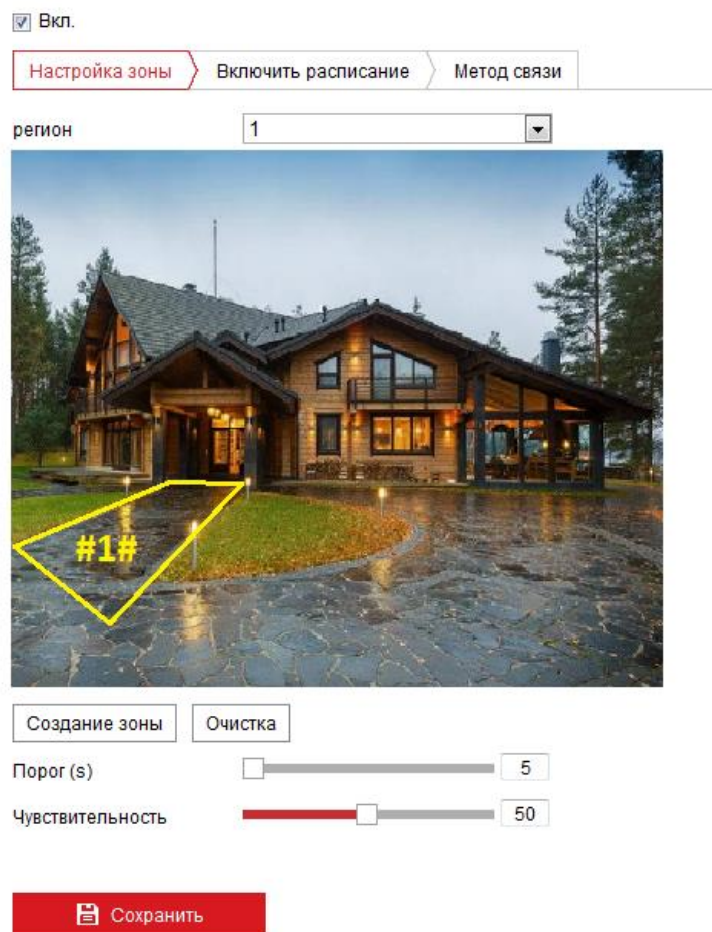 Вкл.
Настройка зоны Включить расписание Метод связи
регион 1
#1#
Создание зоны Очистка
Порог (s) 5
Чувствительность 50
Сохранить